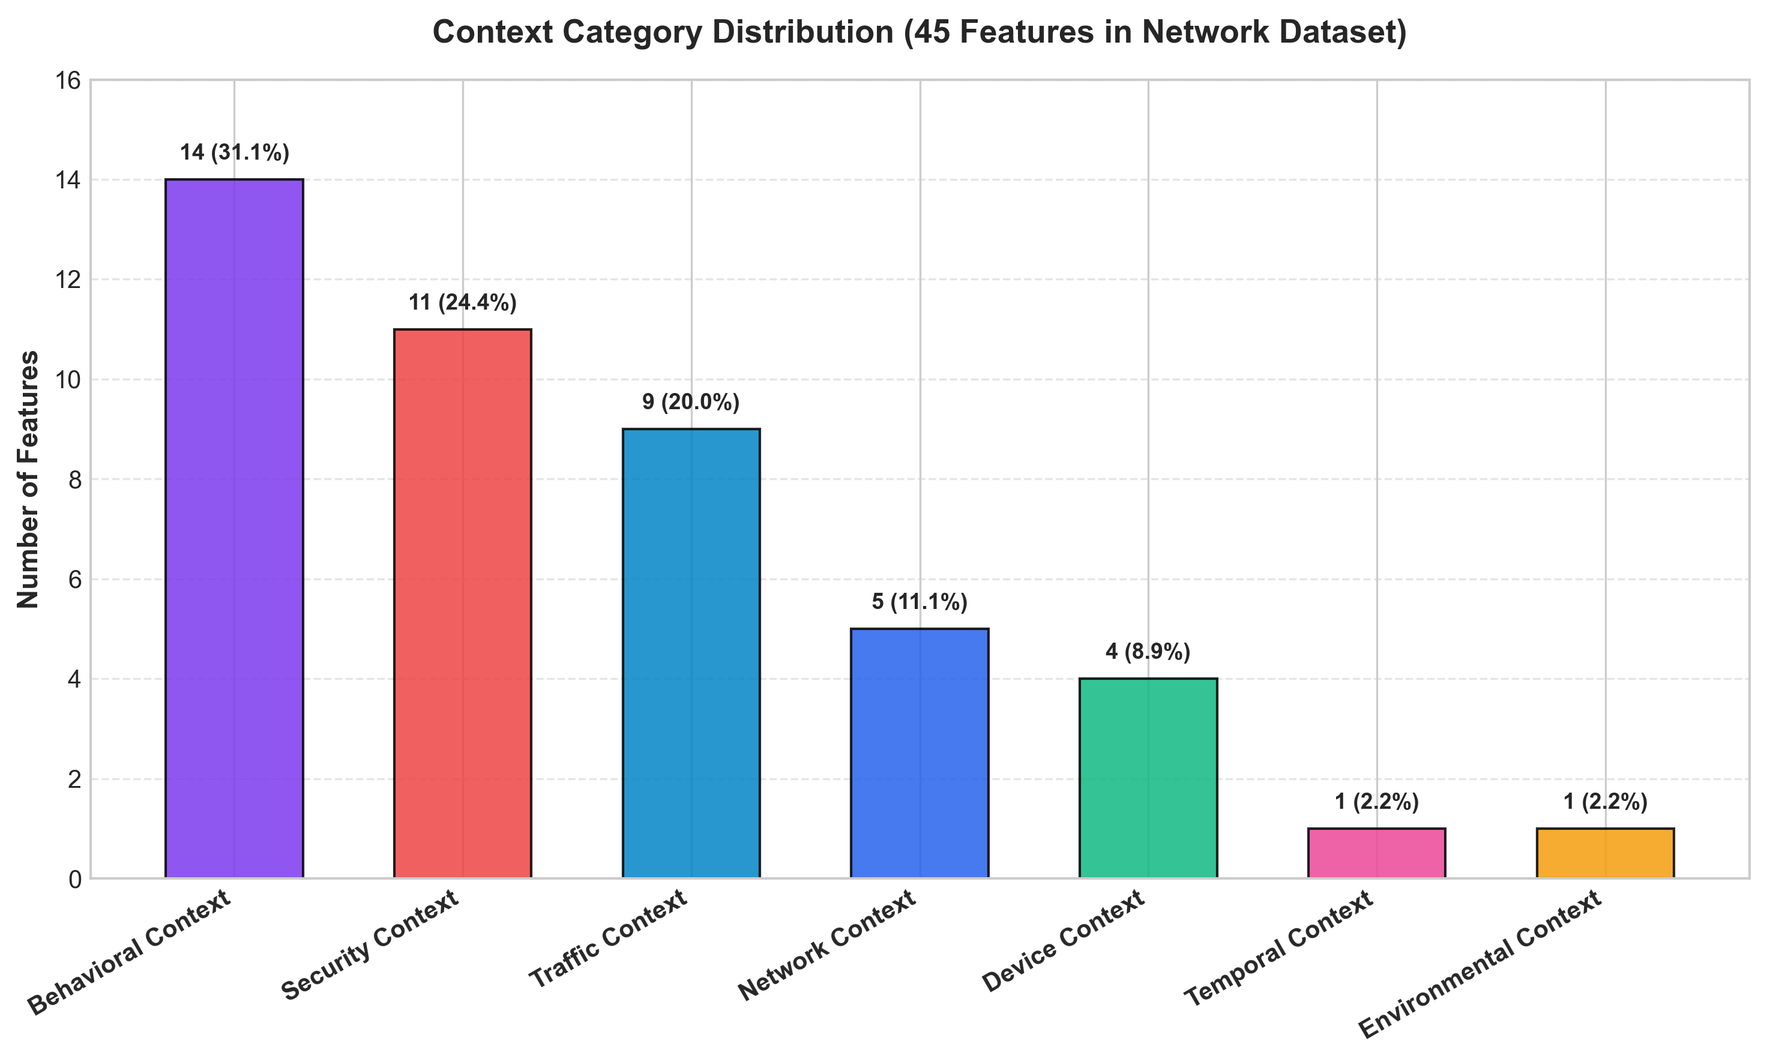 Context Category Distribution (45 Features in Network Dataset)
Number of Features
16
14
12
10
8
6
4
2
0
14 (31.1%)
11 (24.4%)
9 (20.0%)
5 (11.1%)
4 (8.9%)
1 (2.2%)
1 (2.2%)
Behavioral Context
Security Context
Traffic Context
Network Context
Device Context
Temporal Context
Environmental Context